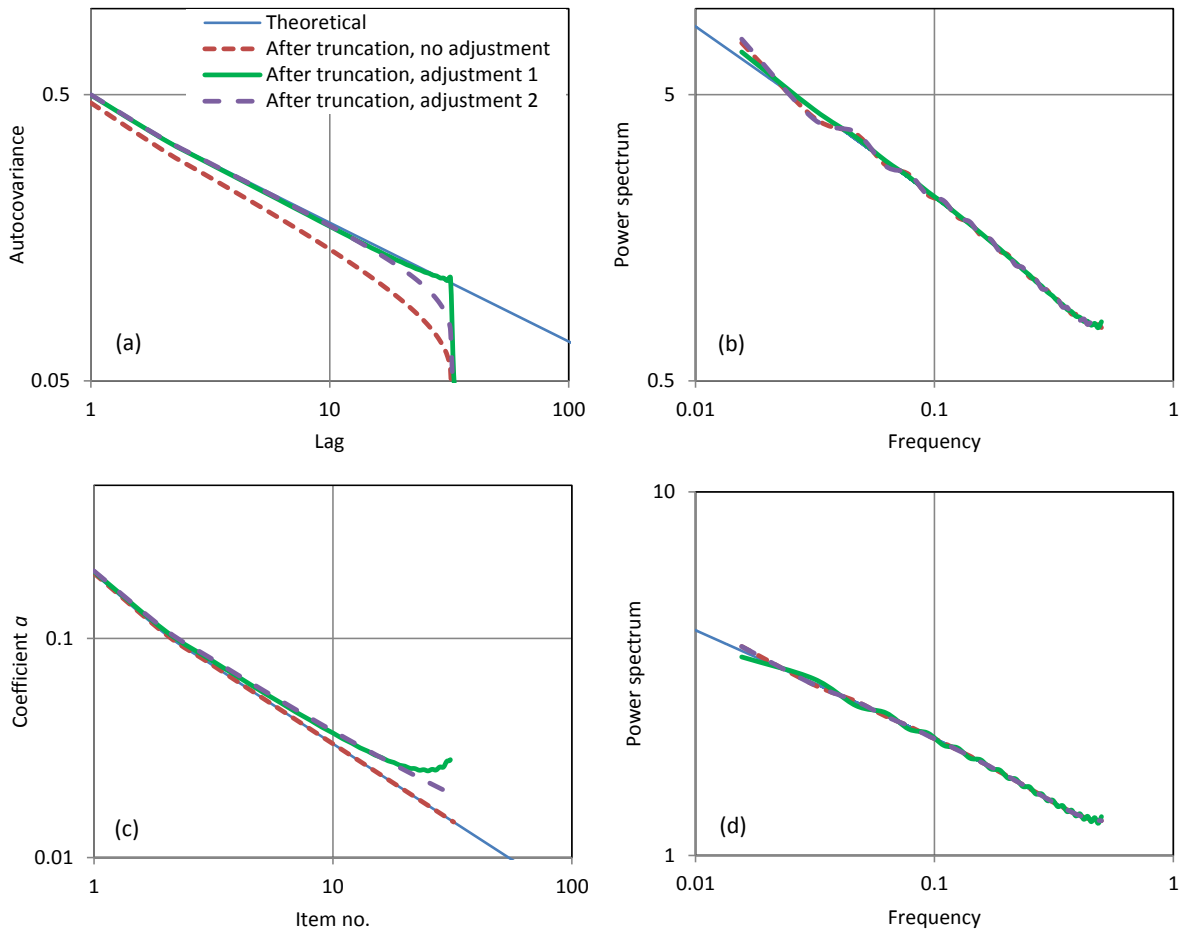 Theoretical
After truncation, no adjustment
After truncation, adjustment 1
After truncation, adjustment 2
0.5
0.05
Autocovariance
(a)
1
10
100
Lag
5
0.5
Power spectrum
(b)
0.01
0.1
1
Frequency
0.1
0.01
Coefficient a
(c)
1
10
100
Item no.
10
1
Power spectrum
(d)
0.01
0.1
1
Frequency